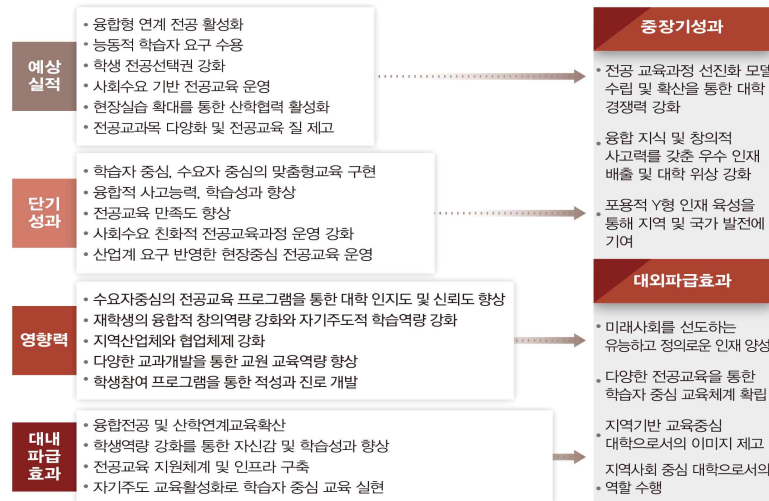 예상
실적
• 융합형 연계 전공 활성화
• 능동적 학습자 요구 수용
• 학생 전공선택권 강화
• 사회수요 기반 전공교육 운영
• 현장실습 확대를 통한 산학협력 활성화
• 전공교과목 다양화 및 전공교육 질 제고
단기
성과
• 학습자 중심, 수요자 중심의 맞춤형교육 구현
• 융합적 사고능력, 학습성과 향상
• 전공교육 만족도 향상
• 사회수요 친화적 전공교육과정 운영 강화
• 산업계 요구 반영한 현장중심 전공교육 운영
영향력
• 수요자중심의 전공교육 프로그램을 통한 대학 인지도 및 신뢰도 향상
• 재학생의 융합적 창의역량 강화와 자기주도적 학습역량 강화
• 지역산업체와 협업체제 강화
• 다양한 교과개발을 통한 교원 교육역량 향상
• 학생참여 프로그램을 통한 적성과 진로 개발
대내
파급
효과
• 융합전공 및 산학연계교육확산
• 학생역량 강화를 통한 자신감 및 학습성과 향상
• 전공교육 지원체계 및 인프라 구축
• 자기주도 교육활성화로 학습자 중심 교육 실현
중장기성과
• 전공 교육과정 선진화 모델
수립 및 확산을 통한 대학
경쟁력 강화
• 융합 지식 및 창의적
사고력를 갖춘 우수 인재
배출 및 대학 위상 강화
• 포용적 Y형 인재 육성을
통해 지역 및 국가 발전에
기여
대외파급효과
• 미래사회를 선도하는
유능하고 정의로운 인재 양성
• 다양한 전공교육을 통한
학습자 중심 교육체계 확립
• 지역기반 교육중심
대학으로서의 이미지 제고
지역사회 중심 대학으로서의
• 역할 수행